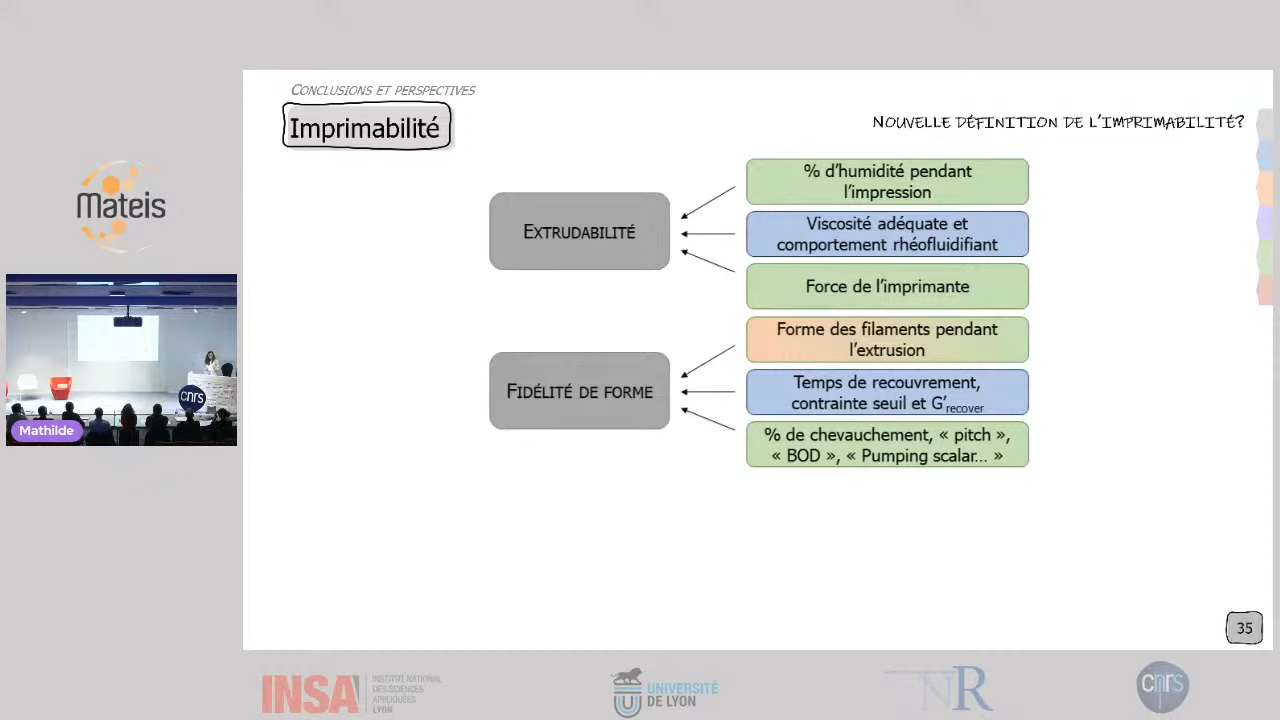 CONCLUSIONS ET PERSPECTIVES
Imprimabilité
NOUVELLE DÉFINITION DE L'IMPRIMABILITÉ?
EXTRUDABILITÉ
% d'humidité pendant
l'impression
Viscosité adéquate et
comportement rhéofluidifiant
Force de l'imprimante
FIDÉLITÉ DE FORME
Forme des filaments pendant
l'extrusion
Temps de recouvrement,
contrainte seuil et G'recover
% de chevauchement, « pitch »,
« BOD », « Pumping scalar... »
35
Mateis
cnrs
Mathilde
INSA
INSTITUT NATIONAL
DES SCIENCES
APPLIQUÉES
LYON
UNIVERSITÉ
DE LYON
NR
cnrs